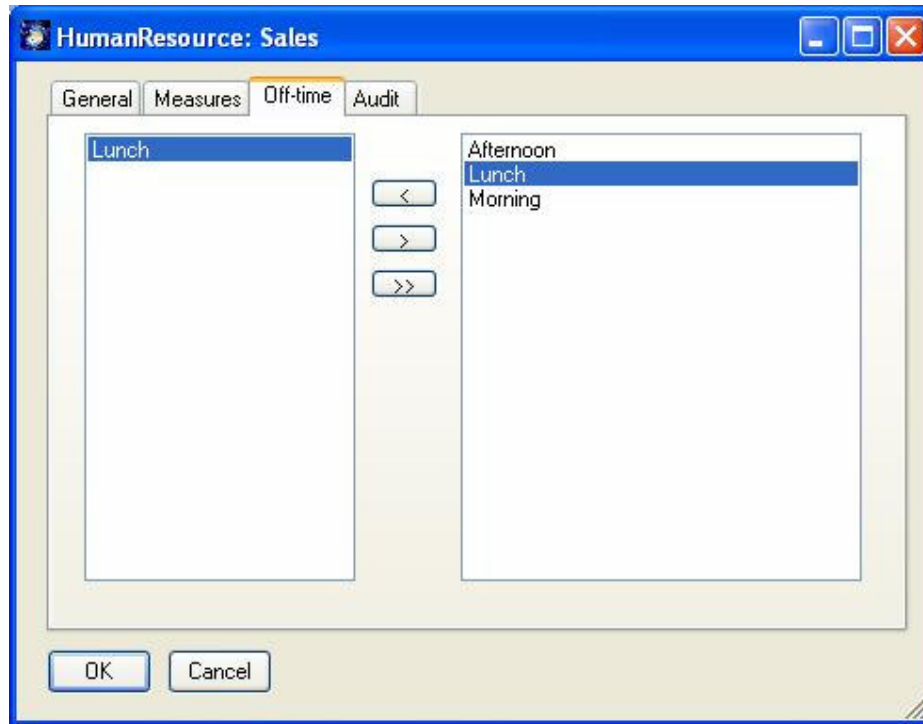 HumanResource: Sales
General Measures Off-time Audit
Lunch
<
>
>>
Afternoon
Lunch
Morning
OK Cancel